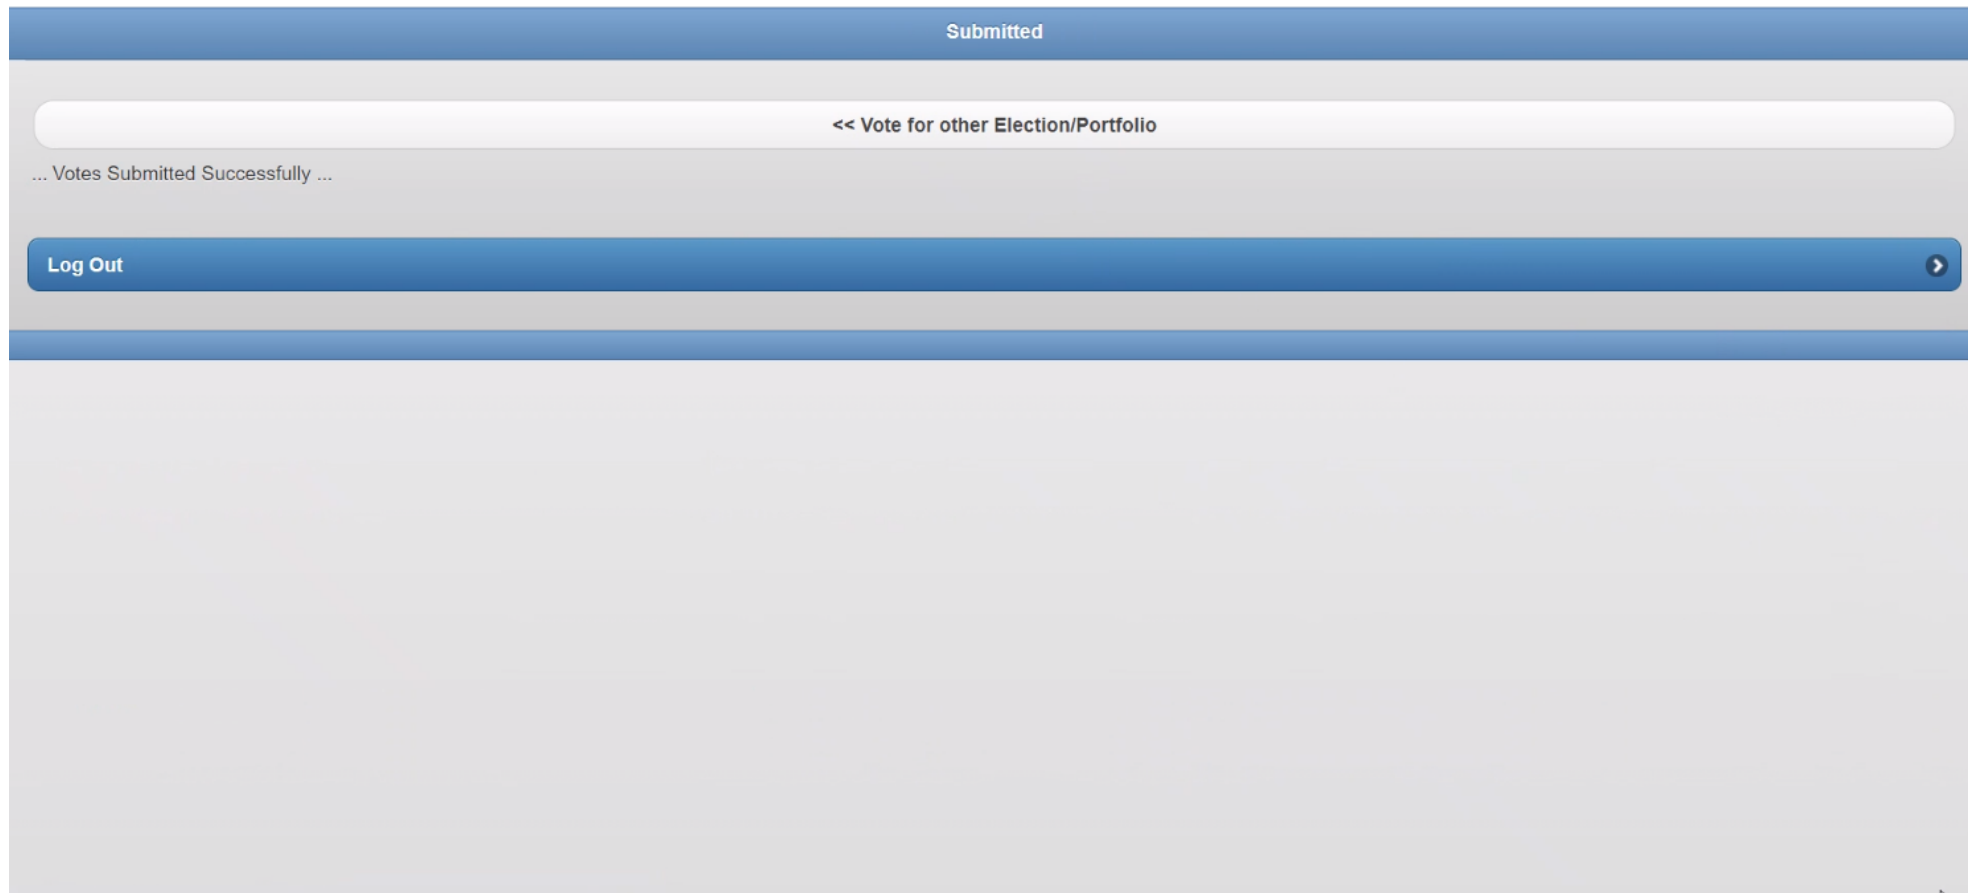 Submitted
<< Vote for other Election/Portfolio
... Votes Submitted Successfully ...
Log Out